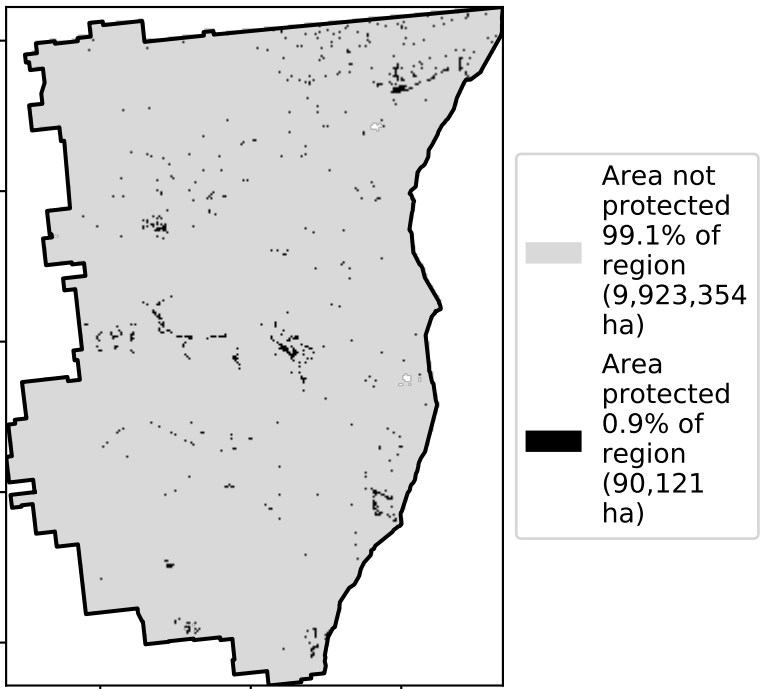 Area not
protected
99.1% of
region
(9,923,354
ha)
Area
protected
0.9% of
region
(90,121
ha)